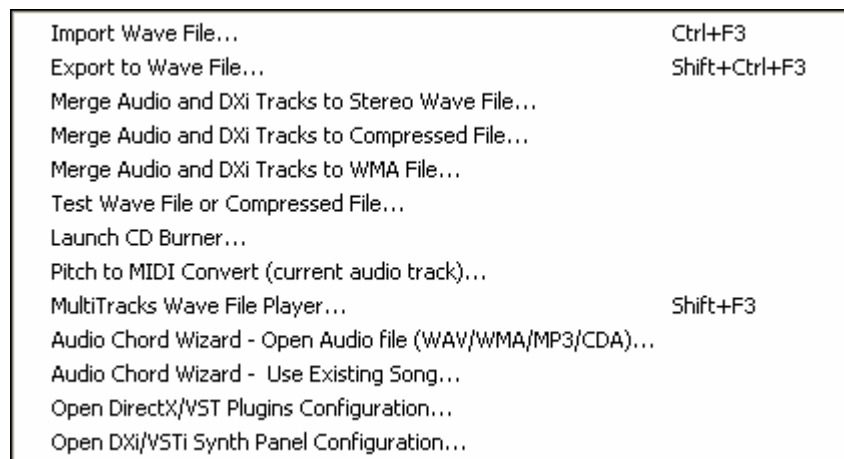 Import Wave File... Ctrl+F3
Export to Wave File... Shift+Ctrl+F3
Merge Audio and DXi Tracks to Stereo Wave File...
Merge Audio and DXi Tracks to Compressed File...
Merge Audio and DXi Tracks to WMA File...
Test Wave File or Compressed File...
Launch CD Burner...
Pitch to MIDI Convert (current audio track)...
MultiTracks Wave File Player... Shift+F3
Audio Chord Wizard - Open Audio file (WAV/WMA/MP3/CDA)...
Audio Chord Wizard -  Use Existing Song...
Open DirectX/VST Plugins Configuration...
Open DXi/VSTi Synth Panel Configuration...